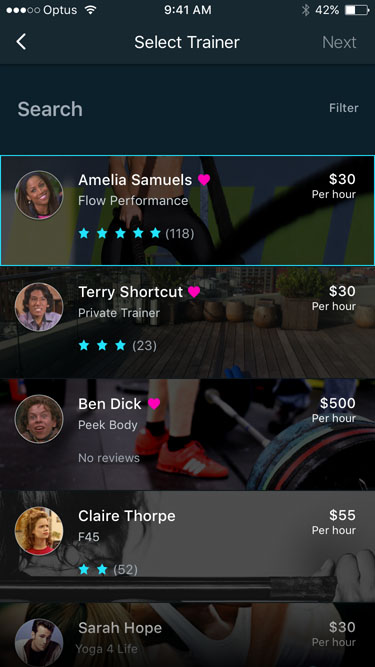 Optus 9:41 AM 42%
Select Trainer Next
Search Filter
Amelia Samuels $30
Flow Performance Per hour
(118)
Terry Shortcut $30
Private Trainer Per hour
(23)
Ben Dick $500
Peek Body Per hour
No reviews
Claire Thorpe $55
F45 Per hour
(52)
Sarah Hope $30
Yoga 4 Life Per hour